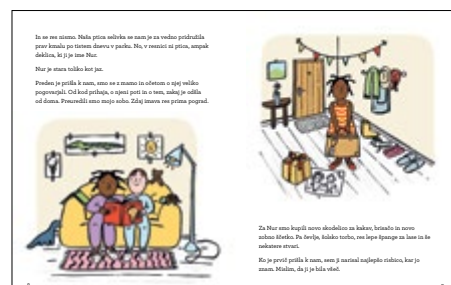 In se res nismo. Naša ptica selivka se nam je za vedno pridružila
prav kmalu po tistem dnevu v parku. No, v resnici ni ptica, ampak
deklica, ki ji je ime Nur.
Nur je stara toliko kot jaz.
Preden je prišla k nam, smo se z mamo in očetom o njej veliko
pogovarjali. Od kod prihaja, o njeni poti in o tem, zakaj je odšla
od doma. Preuredili smo mojo sobo. Zdaj imava res prima pograd.
Za Nur smo kupili novo skodelico za kakav, brisačo in novo
zobno ščetko. Pa čevlje, šolsko torbo, res lepe špange za lase in še
nekatere stvari.
Ko je prvič prišla k nam, sem ji narisal najlepšo risbico, kar jo
znam. Mislim, da ji je bila všeč.